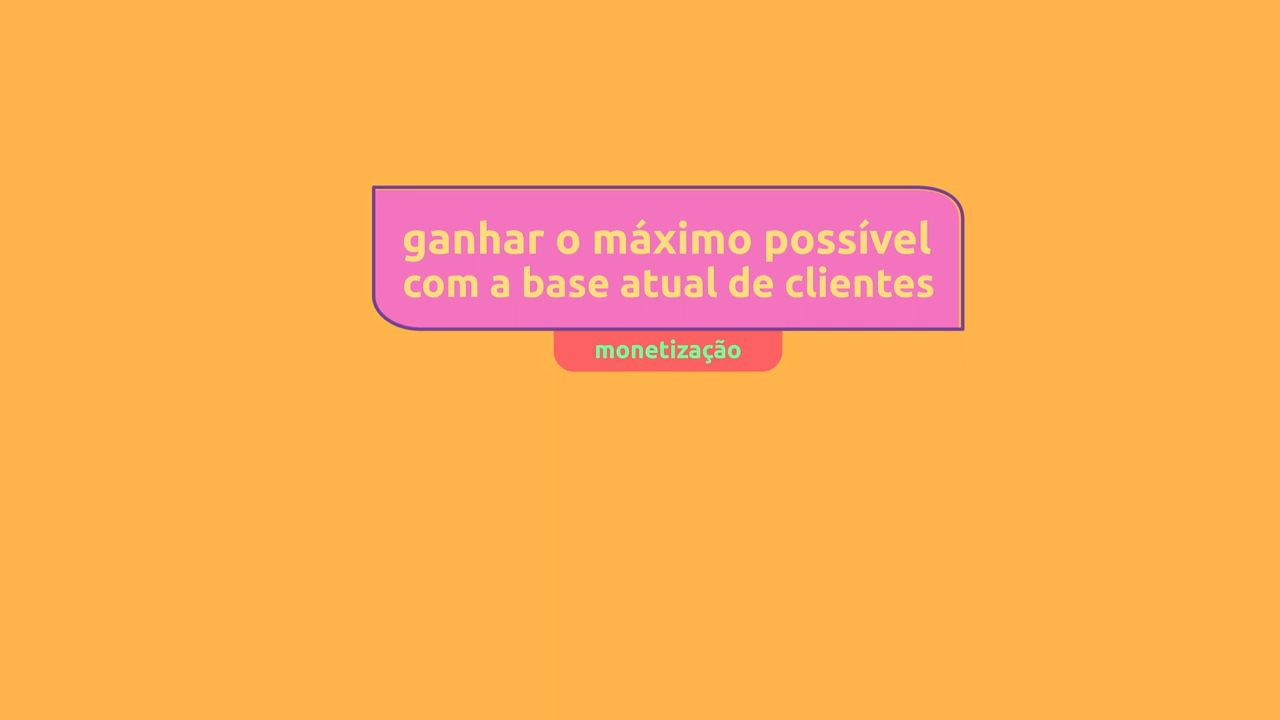 ganhar o máximo possível
com a base atual de clientes
monetização